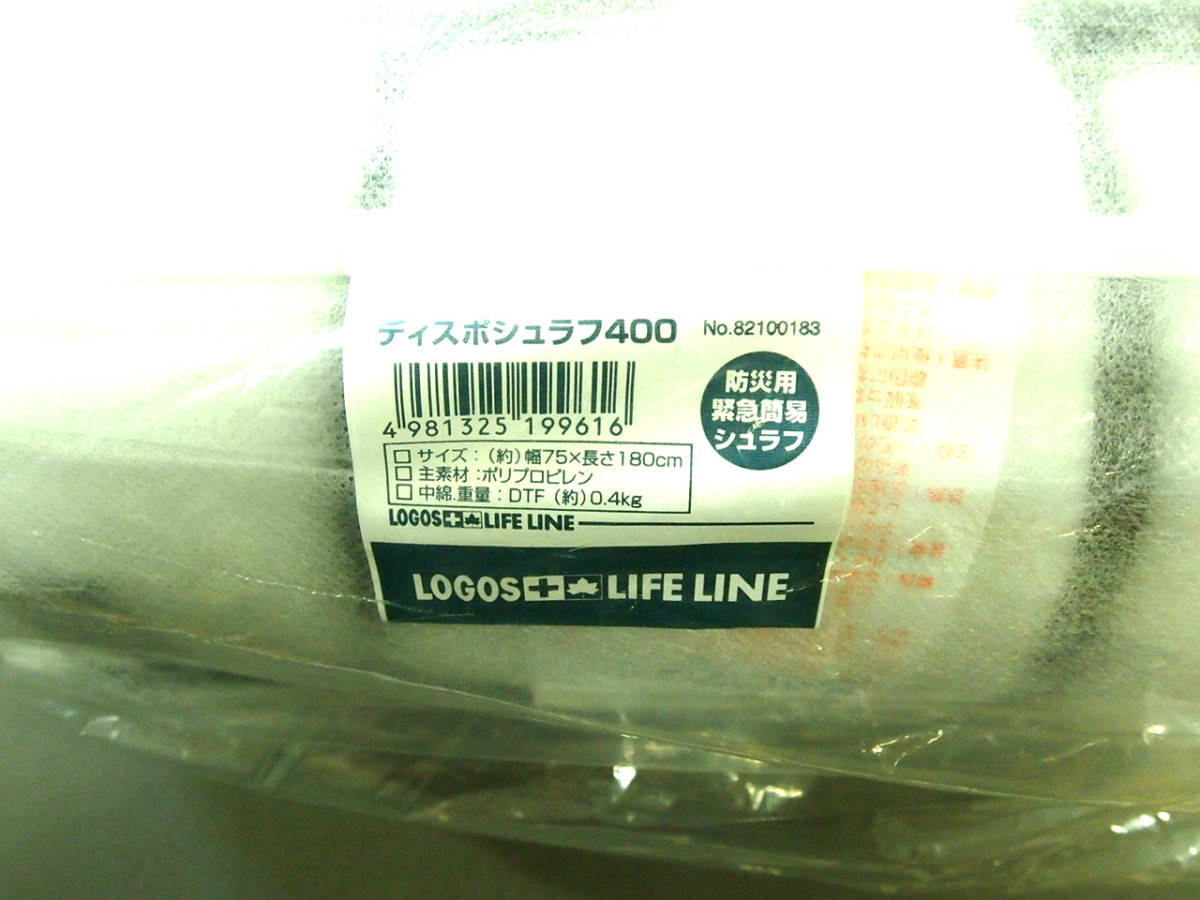 ディスポシュラフ400
No.82100183
防災用
緊急簡易
シュラフ
4 981325 199616
□ サイズ：（約）幅75×長さ180cm
□ 主素材：ポリプロピレン
□ 中綿.重量：DTF（約）0.4kg
LOGOS LIFE LINE
LOGOS LIFE LINE